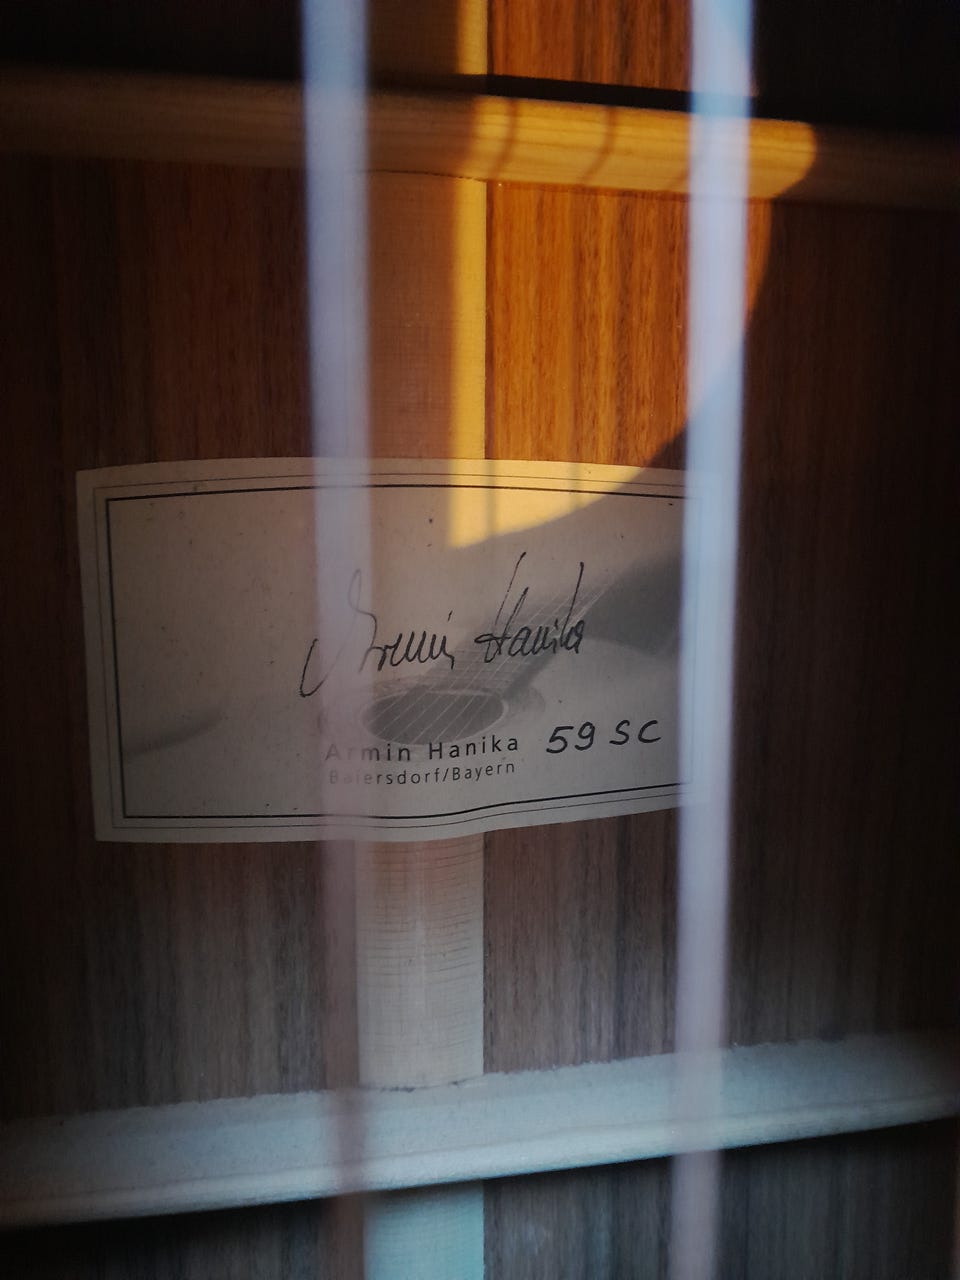 Armin Hanika
Armin Hanika 59 SC
Baiersdorf/Bayern